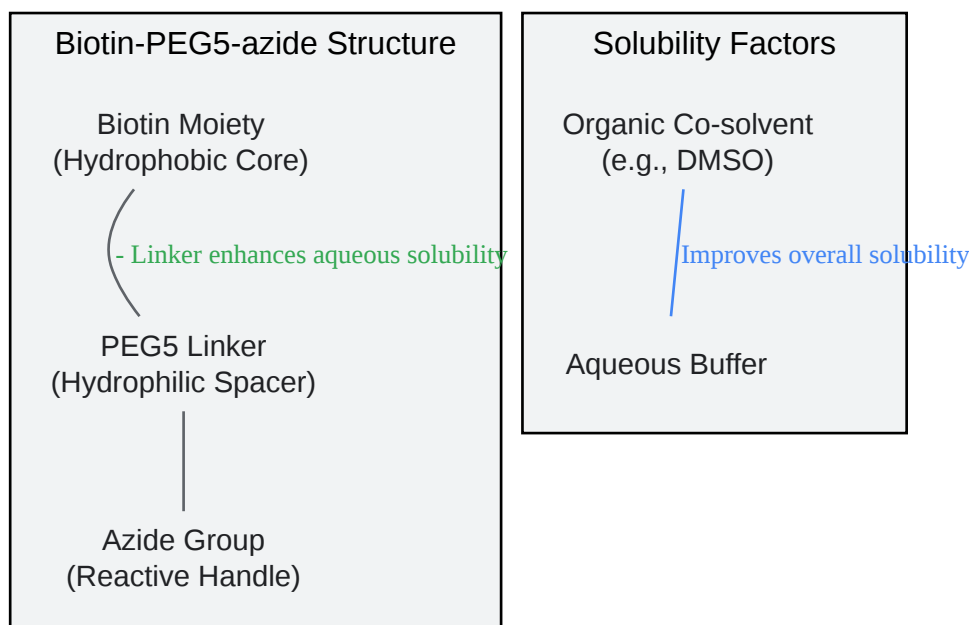 Biotin-PEG5-azide Structure
Biotin Moiety
(Hydrophobic Core)
- Linker enhances aqueous solubility
PEG5 Linker
(Hydrophilic Spacer)
Azide Group
(Reactive Handle)
Solubility Factors
Organic Co-solvent
(e.g., DMSO)
Improves overall solubility
Aqueous Buffer